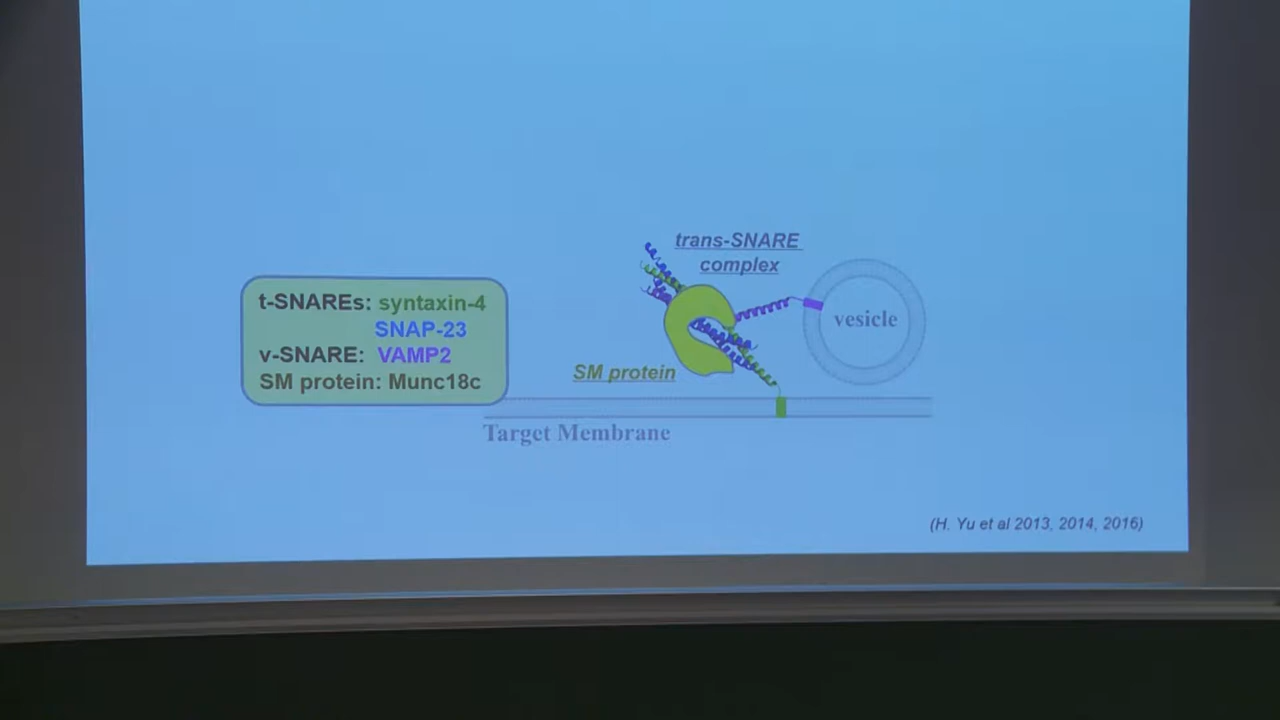 trans-SNARE
complex
t-SNAREs: syntaxin-4
SNAP-23
v-SNARE: VAMP2
SM protein: Munc18c
vesicle
SM protein
Target Membrane
(H. Yu et al 2013, 2014, 2016)